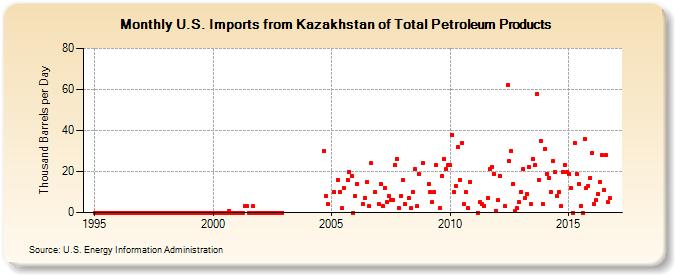 Monthly U.S. Imports from Kazakhstan of Total Petroleum Products
Thousand Barrels per Day
80
60
40
20
0
1995 2000 2005 2010 2015
Source: U.S. Energy Information Administration